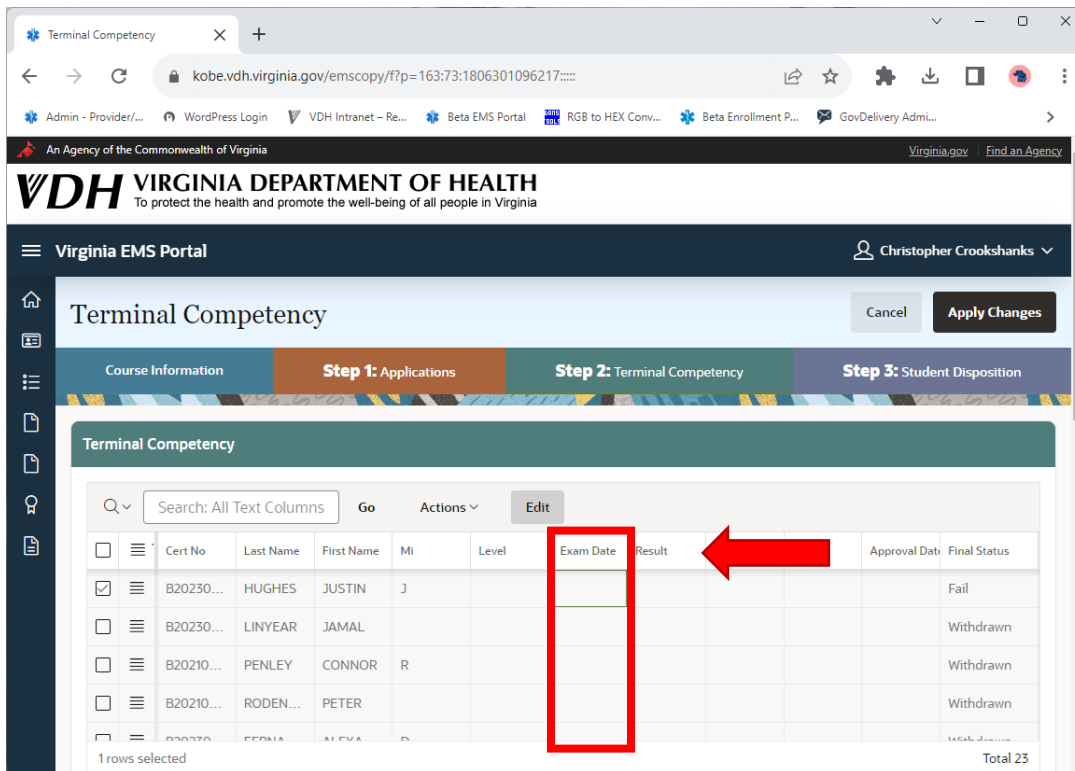 Terminal Competency
kobe.vdh.virginia.gov/emscopy/f?p=163:73:1806301096217:::::
Admin - Provider/... WordPress Login VDH Intranet – Re... Beta EMS Portal RGB to HEX Conv... Beta Enrollment P... GovDelivery Admi...
An Agency of the Commonwealth of Virginia Virginia.gov | Find an Agency
VDH VIRGINIA DEPARTMENT OF HEALTH
To protect the health and promote the well-being of all people in Virginia
Virginia EMS Portal Christopher Crookshanks
Terminal Competency Cancel Apply Changes
Course Information Step 1: Applications Step 2: Terminal Competency Step 3: Student Disposition
Terminal Competency
Search: All Text Columns Go Actions Edit
Cert No Last Name First Name Mi Level Exam Date Result Approval Date Final Status
B20230... HUGHES JUSTIN J Fail
B20230... LINYEAR JAMAL Withdrawn
B20210... PENLEY CONNOR R Withdrawn
B20210... RODEN... PETER Withdrawn
1 rows selected Total 23